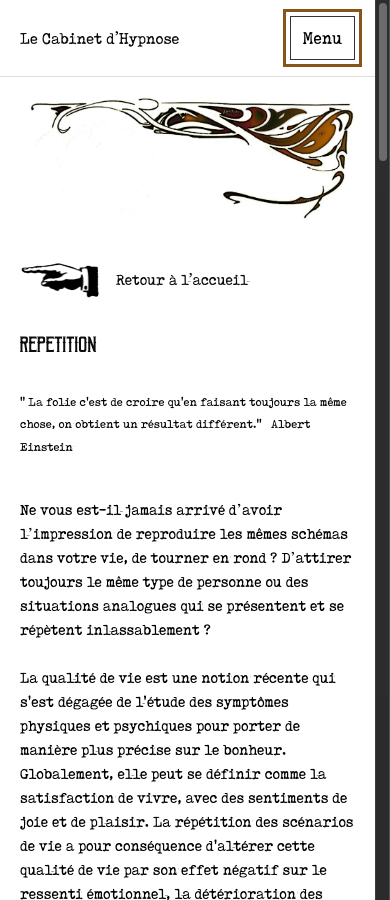 Le Cabinet d’Hypnose
Menu
Retour à l’accueil
REPETITION
" La folie c'est de croire qu'en faisant toujours la même
chose, on obtient un résultat différent."   Albert
Einstein
Ne vous est-il jamais arrivé d’avoir
l’impression de reproduire les mêmes schémas
dans votre vie, de tourner en rond ? D’attirer
toujours le même type de personne ou des
situations analogues qui se présentent et se
répètent inlassablement ?
La qualité de vie est une notion récente qui
s'est dégagée de l'étude des symptômes
physiques et psychiques pour porter de
manière plus précise sur le bonheur.
Globalement, elle peut se définir comme la
satisfaction de vivre, avec des sentiments de
joie et de plaisir. La répétition des scénarios
de vie a pour conséquence d'altérer cette
qualité de vie par son effet négatif sur le
ressenti émotionnel, la détérioration des